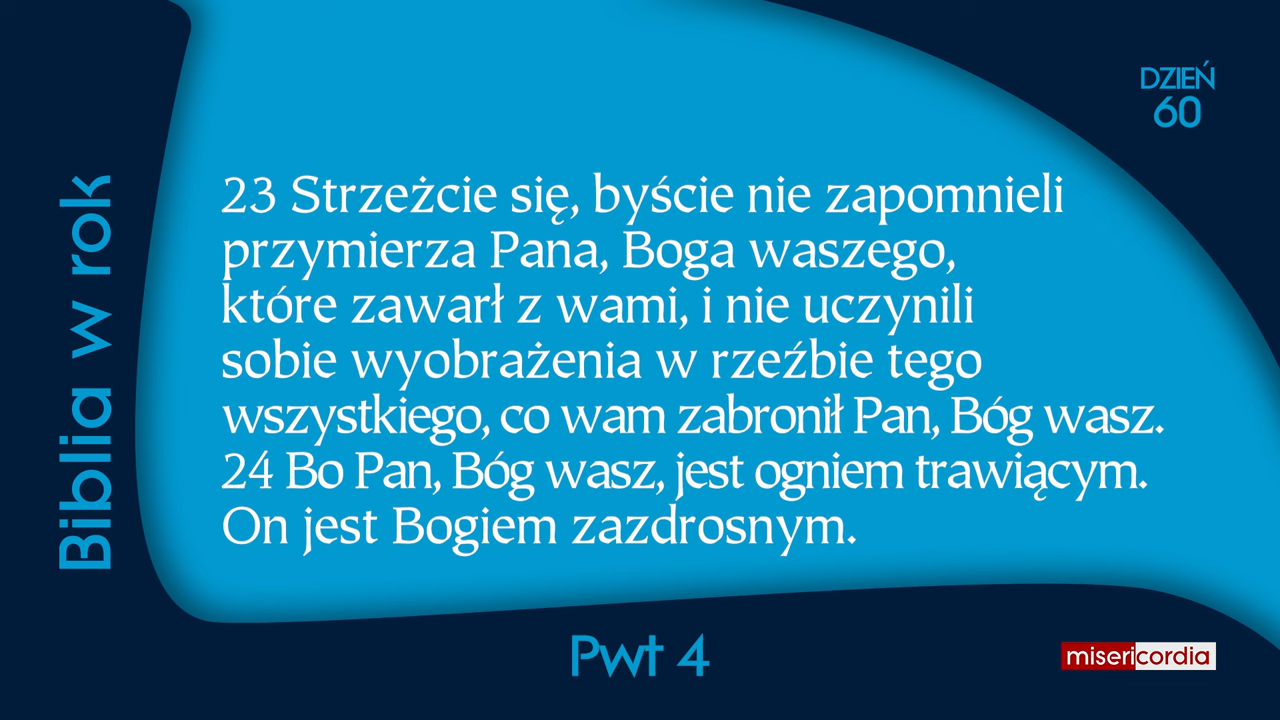 DZIEŃ
60
Biblia w rok
23 Strzeżcie się, byście nie zapomnieli
przymierza Pana, Boga waszego,
które zawarł z wami, i nie uczynili
sobie wyobrażenia w rzeźbie tego
wszystkiego, co wam zabronił Pan, Bóg wasz.
24 Bo Pan, Bóg wasz, jest ogniem trawiącym.
On jest Bogiem zazdrosnym.
Pwt 4
misericordia